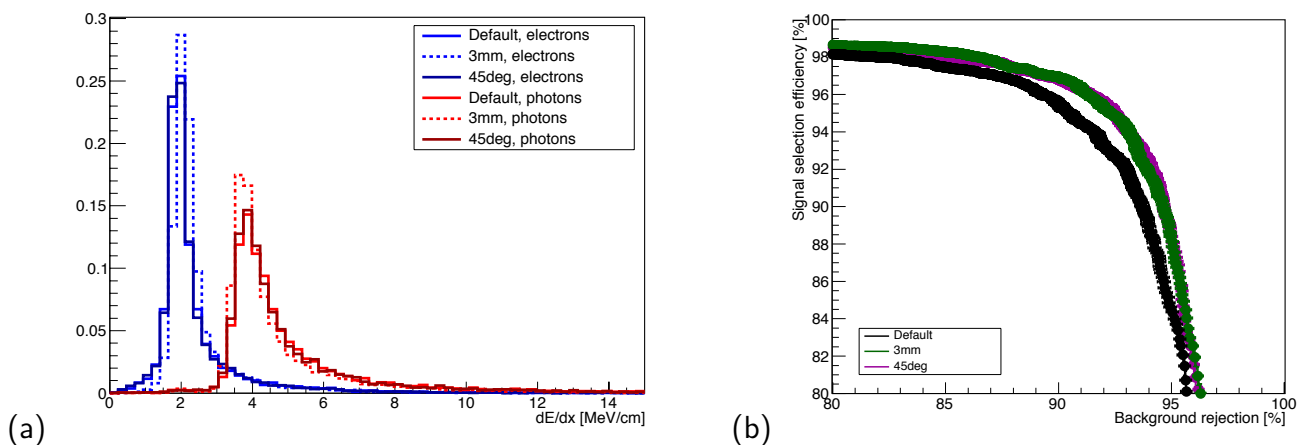 0.3
0.25
0.2
0.15
0.1
0.05
0
0 2 4 6 8 10 12 14
dE/dx [MeV/cm]
Default, electrons
3mm, electrons
45deg, electrons
Default, photons
3mm, photons
45deg, photons
(a)
Signal selection efficiency [%]
100
98
96
94
92
90
88
86
84
82
80
80 85 90 95 100
Background rejection [%]
Default
3mm
45deg
(b)